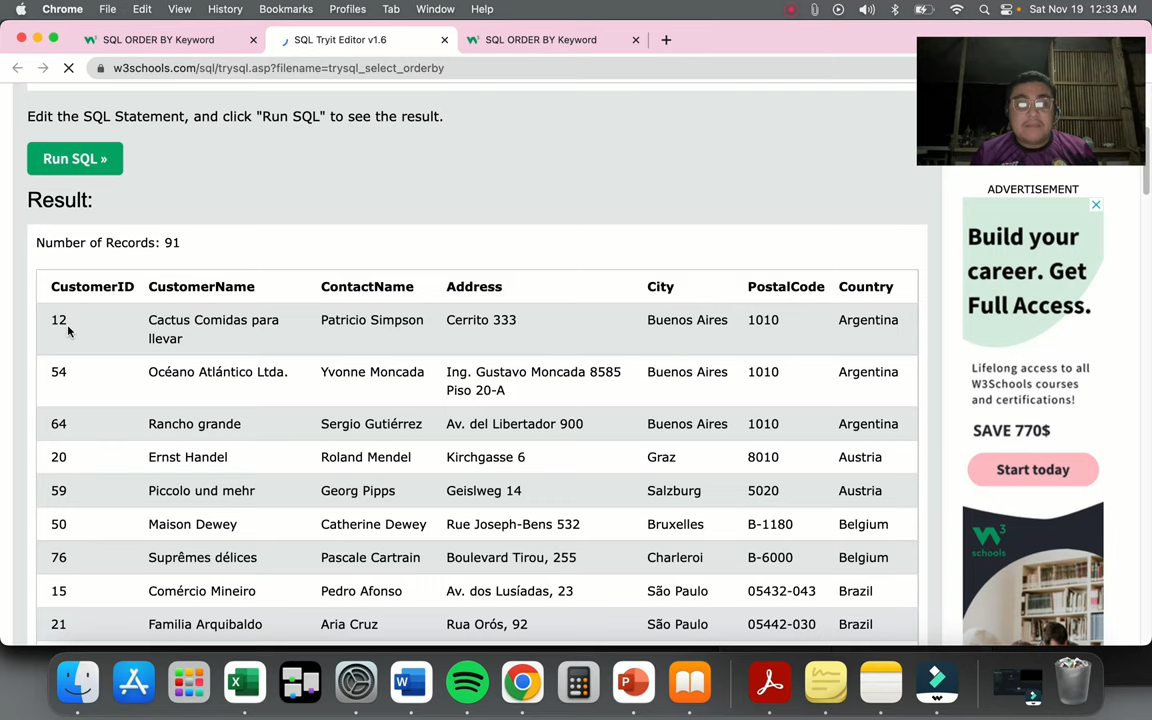 Chrome File Edit View History Bookmarks Profiles Tab Window Help Sat Nov 19 12:33 AM
SQL ORDER BY Keyword SQL Tryit Editor v1.6 SQL ORDER BY Keyword
w3schools.com/sql/trysql.asp?filename=trysql_select_orderby
Edit the SQL Statement, and click "Run SQL" to see the result.
Run SQL »
Result:
Number of Records: 91
CustomerID CustomerName ContactName Address City PostalCode Country
12 Cactus Comidas para llevar Patricio Simpson Cerrito 333 Buenos Aires 1010 Argentina
54 Océano Atlántico Ltda. Yvonne Moncada Ing. Gustavo Moncada 8585 Piso 20-A Buenos Aires 1010 Argentina
64 Rancho grande Sergio Gutiérrez Av. del Libertador 900 Buenos Aires 1010 Argentina
20 Ernst Handel Roland Mendel Kirchgasse 6 Graz 8010 Austria
59 Piccolo und mehr Georg Pipps Geislweg 14 Salzburg 5020 Austria
50 Maison Dewey Catherine Dewey Rue Joseph-Bens 532 Bruxelles B-1180 Belgium
76 Suprêmes délices Pascale Cartrain Boulevard Tirou, 255 Charleroi B-6000 Belgium
15 Comércio Mineiro Pedro Afonso Av. dos Lusíadas, 23 São Paulo 05432-043 Brazil
21 Familia Arquibaldo Aria Cruz Rua Orós, 92 São Paulo 05442-030 Brazil
ADVERTISEMENT
Build your
career. Get
Full Access.
Lifelong access to all
W3Schools courses
and certifications!
SAVE 770$
Start today
W3
schools